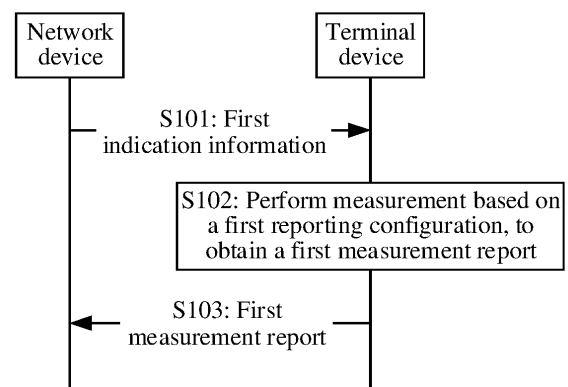 Network
device
Terminal
device
S101: First
indication information
S102: Perform measurement based on
a first reporting configuration, to
obtain a first measurement report
S103: First
measurement report